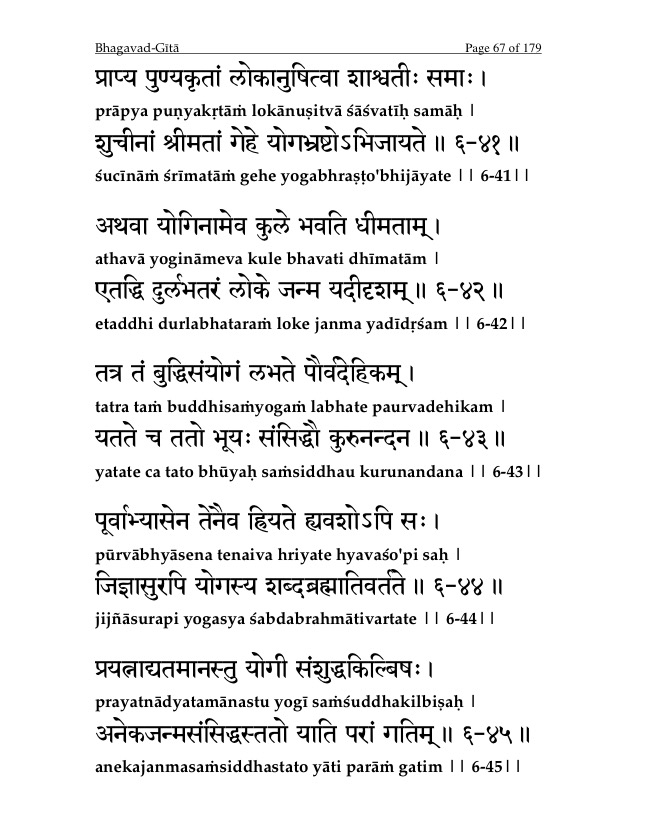 Bhagavad-Gītā Page 67 of 179
प्राप्य पुण्यकृतां लोकानुषित्वा शाश्वतीः समाः।
prāpya puṇyakṛtāṁ lokānuṣitvā śāśvatīḥ samāḥ |
शुचीनां श्रीमतां गेहे योगभ्रष्टोऽभिजायते॥ ६-४१॥
śucīnāṁ śrīmatāṁ gehe yogabhraṣṭo'bhijāyate || 6-41||
अथवा योगिनामेव कुले भवति धीमताम्।
athavā yogināmeva kule bhavati dhīmatām |
एतद्धि दुर्लभतरं लोके जन्म यदीदृशम्॥ ६-४२॥
etaddhi durlabhataraṁ loke janma yadīdṛśam || 6-42||
तत्र तं बुद्धिसंयोगं लभते पौर्वदेहिकम्।
tatra taṁ buddhisaṁyogaṁ labhate paurvadehikam |
यतते च ततो भूयः संसिद्धौ कुरुनन्दन॥ ६-४३॥
yatate ca tato bhūyaḥ saṁsiddhau kurunandana || 6-43||
पूर्वाभ्यासेन तेनैव ह्रियते ह्यवशोऽपि सः।
pūrvābhyāsena tenaiva hriyate hyavaśo'pi saḥ |
जिज्ञासुरपि योगस्य शब्दब्रह्मातिवर्तते॥ ६-४४॥
jijñāsurapi yogasya śabdabrahmātivartate || 6-44||
प्रयत्नाद्यतमानस्तु योगी संशुद्धकिल्बिषः।
prayatnādyatamānastu yogī saṁśuddhakilbiṣaḥ |
अनेकजन्मसंसिद्धस्ततो याति परां गतिम्॥ ६-४५॥
anekajanmasaṁsiddhastato yāti parāṁ gatim || 6-45||